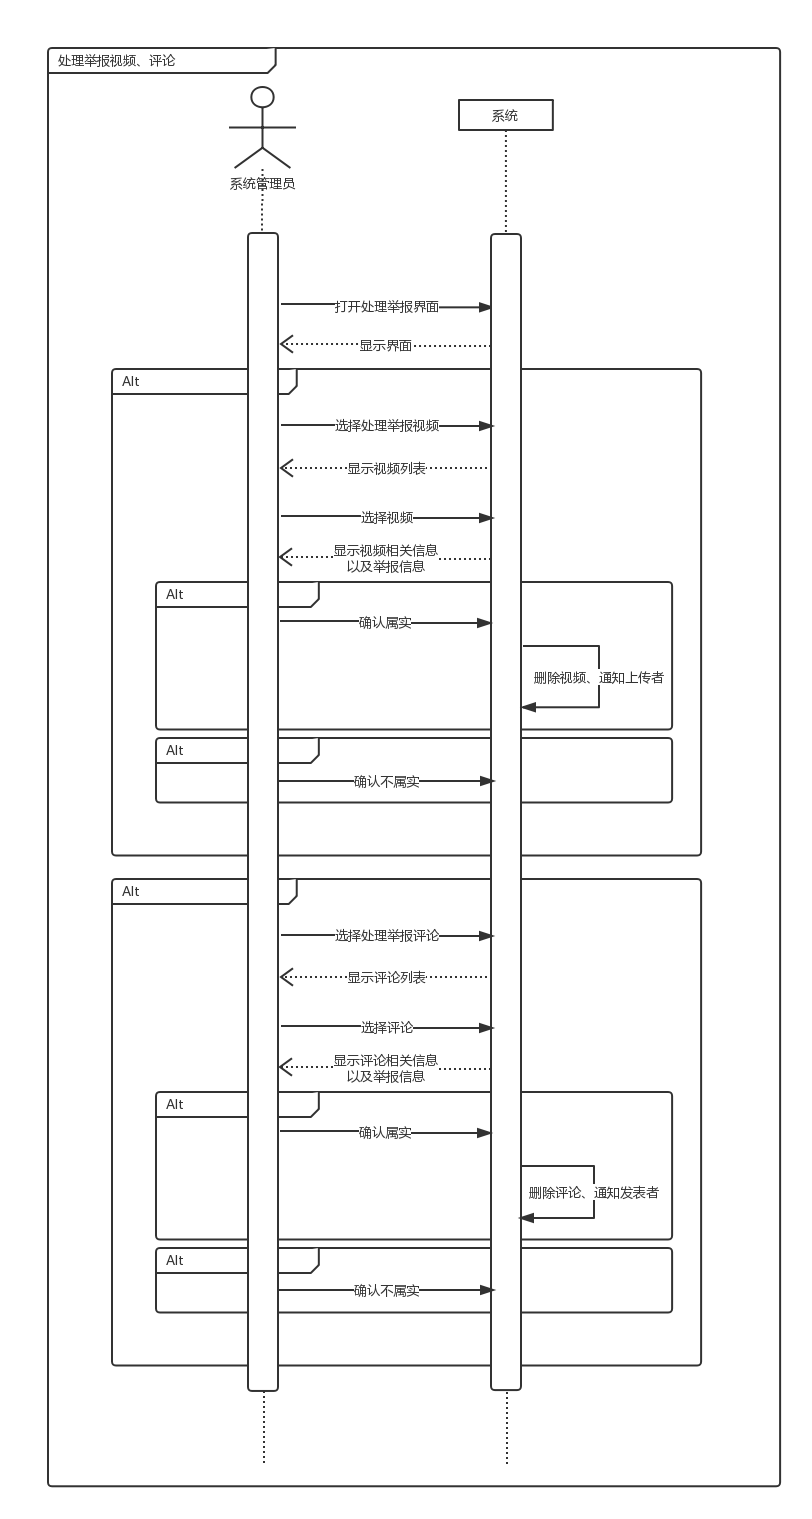 处理举报视频、评论
系统
系统管理员
打开处理举报界面
显示界面
Alt
选择处理举报视频
显示视频列表
选择视频
显示视频相关信息
以及举报信息
Alt
确认属实
删除视频、通知上传者
Alt
确认不属实
Alt
选择处理举报评论
显示评论列表
选择评论
显示评论相关信息
以及举报信息
Alt
确认属实
删除评论、通知发表者
Alt
确认不属实